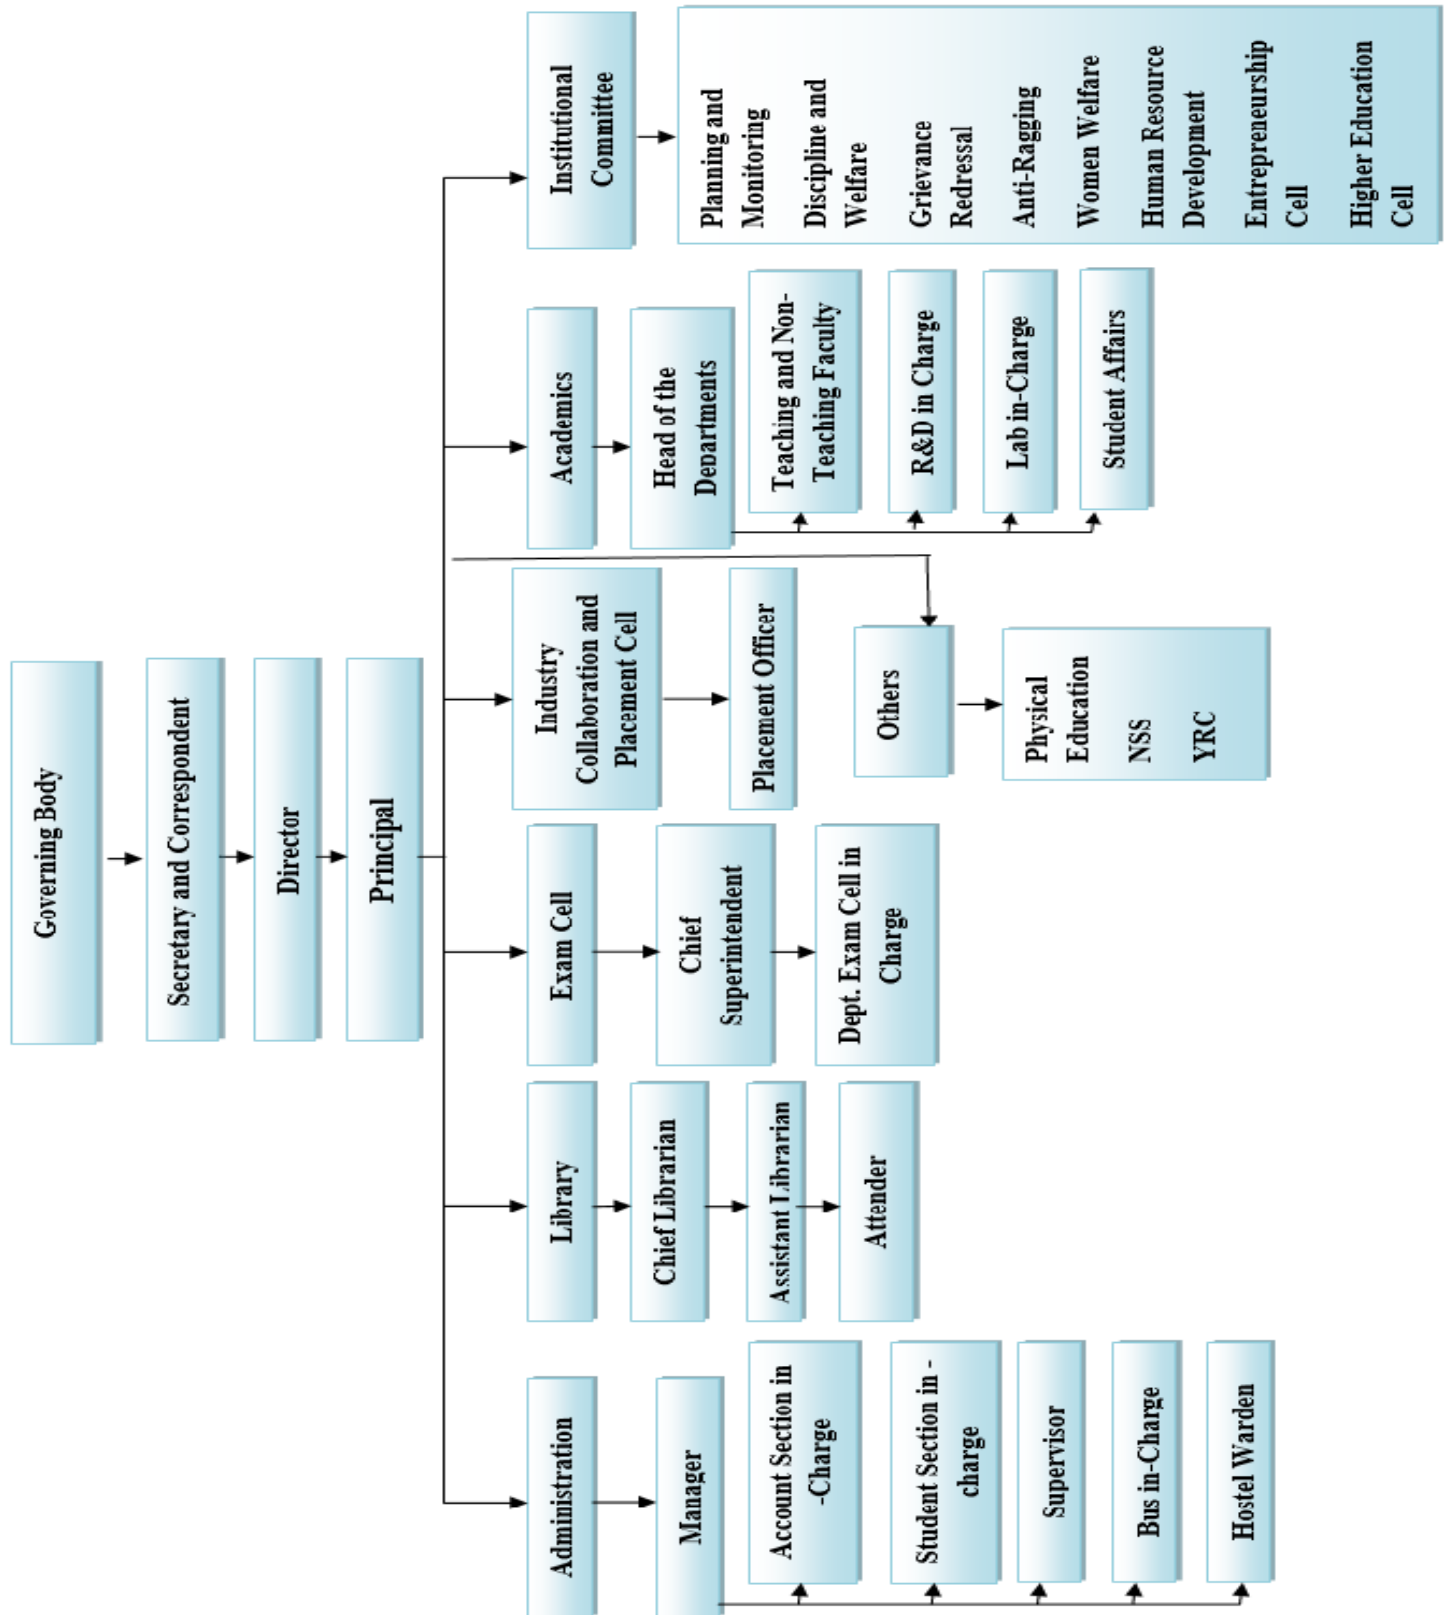 Governing Body
Secretary and Correspondent
Director
Principal
Administration
Manager
Account Section in
-Charge
Student Section in -
charge
Supervisor
Bus in-Charge
Hostel Warden
Library
Chief Librarian
Assistant Librarian
Attender
Exam Cell
Chief
Superintendent
Dept. Exam Cell in
Charge
Industry
Collaboration and
Placement Cell
Placement Officer
Others
Physical
Education
NSS
YRC
Academics
Head of the
Departments
Teaching and Non-
Teaching Faculty
R&D in Charge
Lab in-Charge
Student Affairs
Institutional
Committee
Planning and
Monitoring
Discipline and
Welfare
Grievance
Redressal
Anti-Ragging
Women Welfare
Human Resource
Development
Entrepreneurship
Cell
Higher Education
Cell